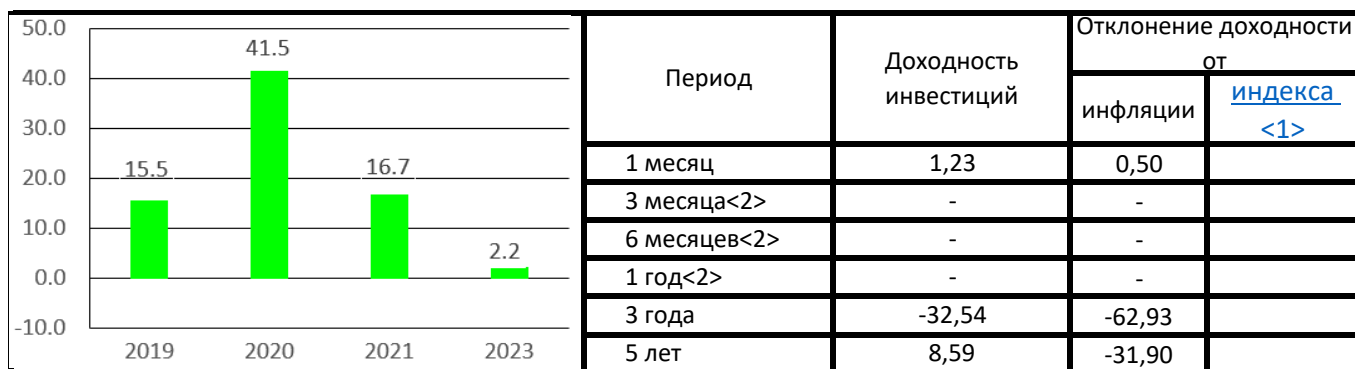 50.0
40.0
30.0
20.0
10.0
0.0
-10.0
15.5
41.5
16.7
2.2
2019 2020 2021 2023
Период
Доходность
инвестиций
Отклонение доходности
от
инфляции
индекса
<1>
1 месяц 1,23 0,50
3 месяца<2> - -
6 месяцев<2> - -
1 год<2> - -
3 года -32,54 -62,93
5 лет 8,59 -31,90